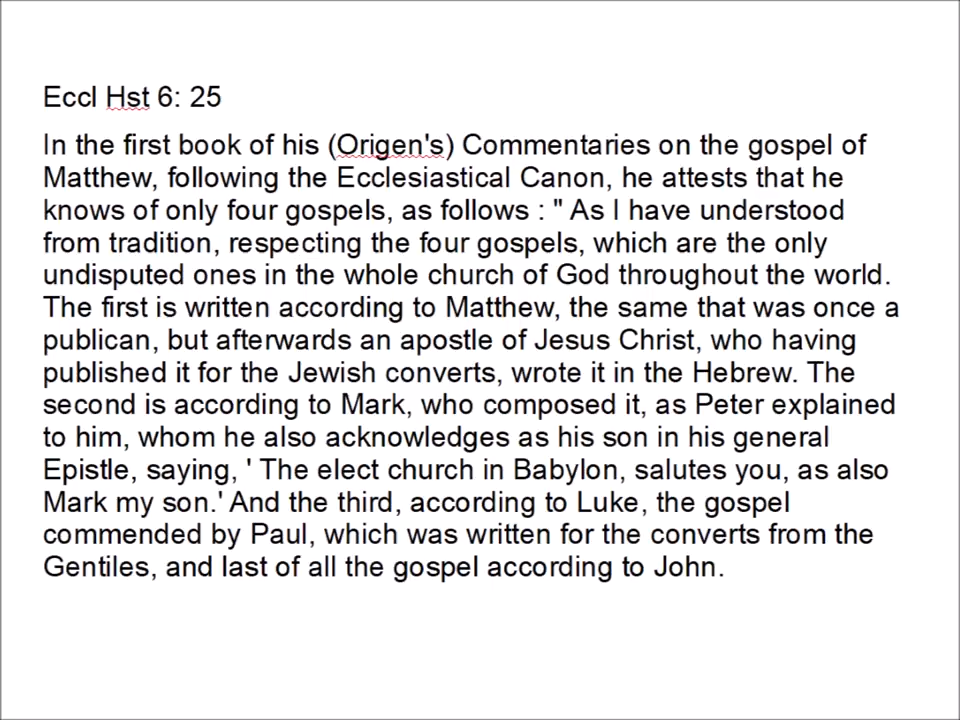 Eccl Hst 6: 25
In the first book of his (Origen's) Commentaries on the gospel of
Matthew, following the Ecclesiastical Canon, he attests that he
knows of only four gospels, as follows : " As I have understood
from tradition, respecting the four gospels, which are the only
undisputed ones in the whole church of God throughout the world.
The first is written according to Matthew, the same that was once a
publican, but afterwards an apostle of Jesus Christ, who having
published it for the Jewish converts, wrote it in the Hebrew. The
second is according to Mark, who composed it, as Peter explained
to him, whom he also acknowledges as his son in his general
Epistle, saying, ' The elect church in Babylon, salutes you, as also
Mark my son.' And the third, according to Luke, the gospel
commended by Paul, which was written for the converts from the
Gentiles, and last of all the gospel according to John.